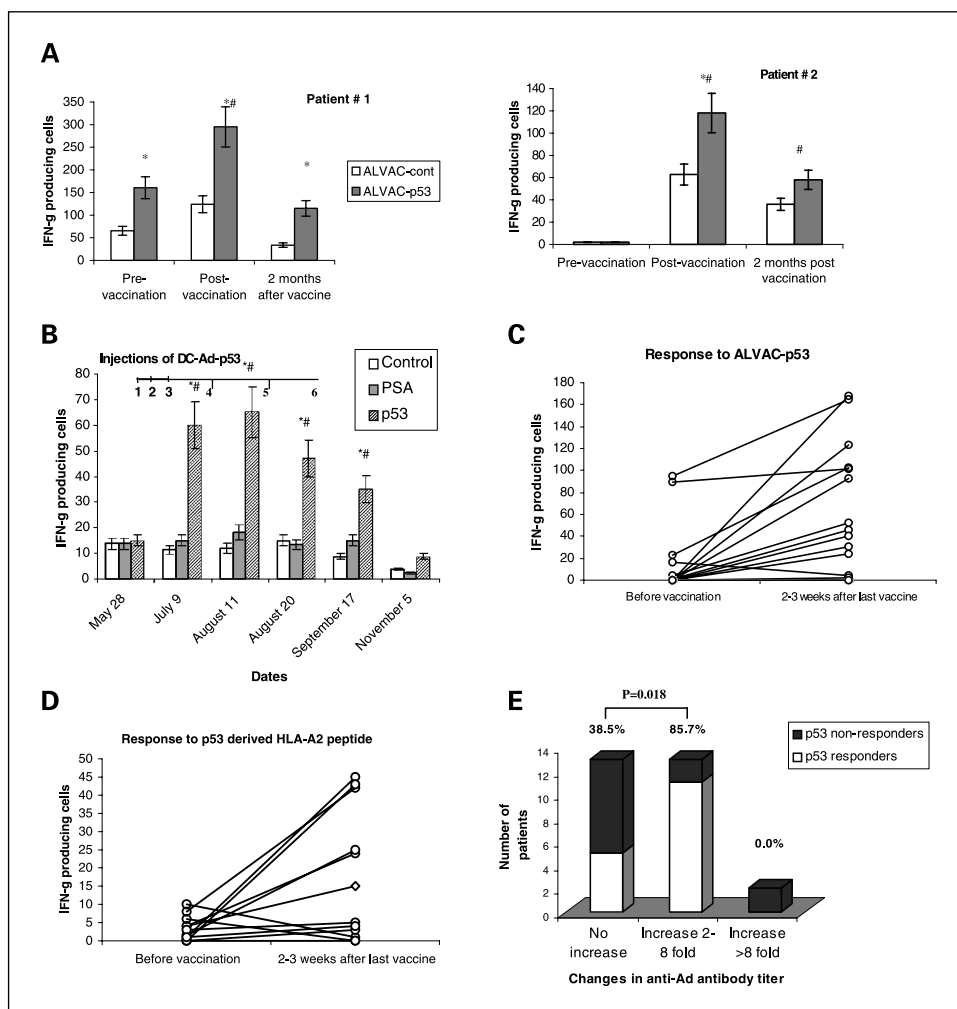 A
Patient # 1
IFN-g producing cells
350
300
250
200
150
100
50
0
*
*#
*
ALVAC-cont
ALVAC-p53
Pre-
vaccination
Post-
vaccination
2 months
after vaccine
Patient # 2
IFN-g producing cells
140
120
100
80
60
40
20
0
*#
#
Pre-vaccination
Post-vaccination
2 months post
vaccination
B
Injections of DC-Ad-p53
1 2 3 4 5 6
IFN-g producing cells
80
70
60
50
40
30
20
10
0
*#
*#
*#
*#
Control
PSA
p53
May 28
July 9
August 11
August 20
September 17
November 5
Dates
C
Response to ALVAC-p53
IFN-g producing cells
180
160
140
120
100
80
60
40
20
0
Before vaccination
2-3 weeks after last vaccine
D
Response to p53 derived HLA-A2 peptide
IFN-g producing cells
50
45
40
35
30
25
20
15
10
5
0
Before vaccination
2-3 weeks after last vaccine
E
P=0.018
38.5%
85.7%
0.0%
p53 non-responders
p53 responders
Number of
patients
14
12
10
8
6
4
2
0
No
increase
Increase 2-
8 fold
Increase
>8 fold
Changes in anti-Ad antibody titer